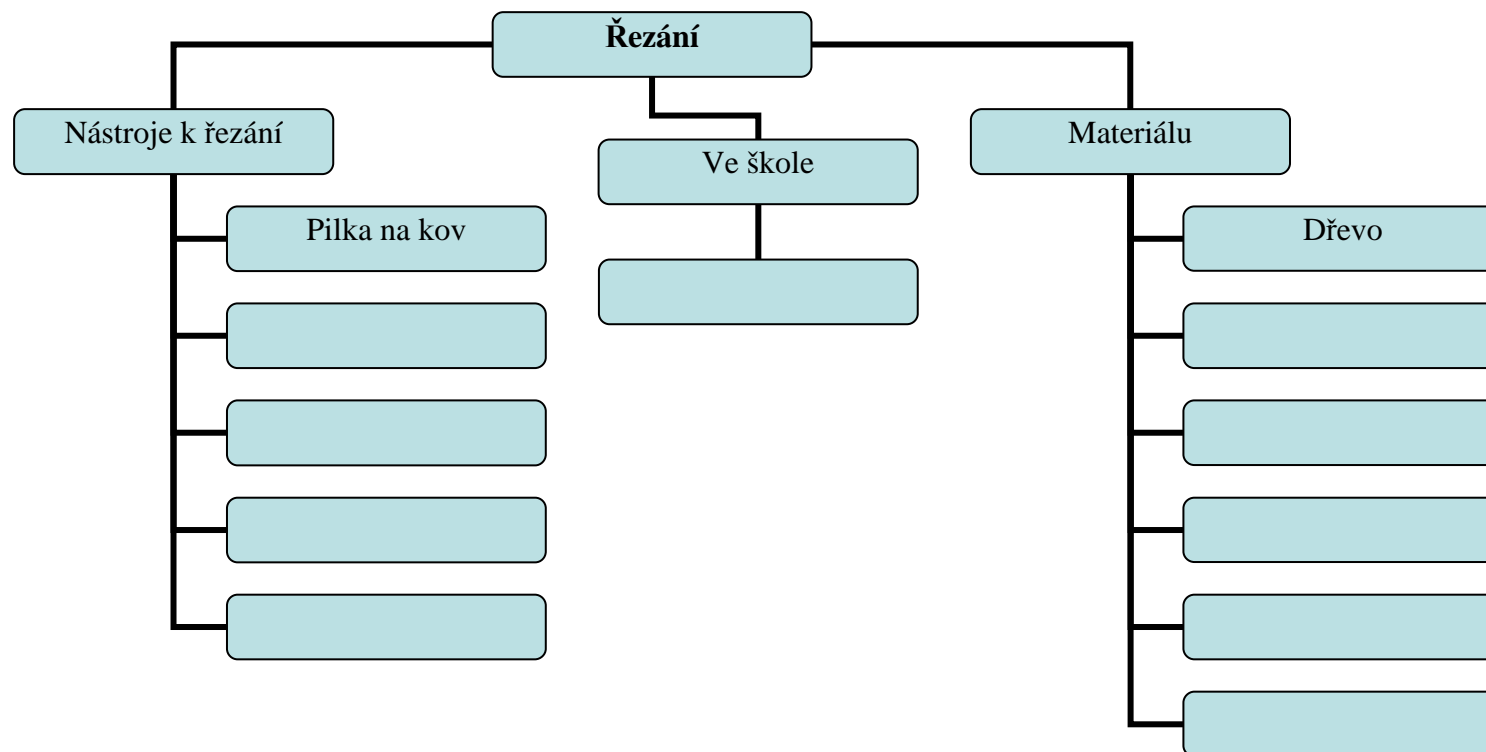 Řezání
Nástroje k řezání
Ve škole
Materiálu
Pilka na kov
Dřevo